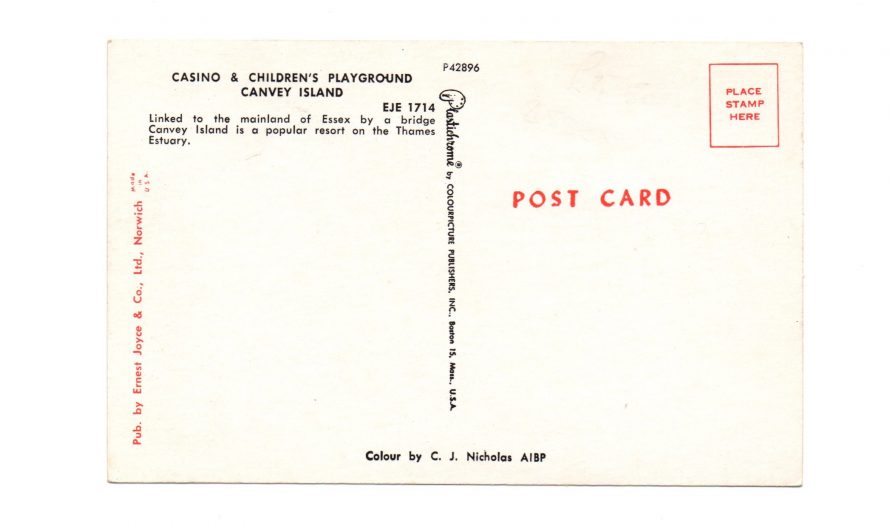 CASINO & CHILDREN'S PLAYGROUND
CANVEY ISLAND
EJE 1714
Linked to the mainland of Essex by a bridge
Canvey Island is a popular resort on the Thames
Estuary.
Pub. by Ernest Joyce & Co., Ltd., Norwich
Made
in
U.S.A.
P42896
Plastichrome® by COLOURPICTURE PUBLISHERS, INC., Boston 15, Mass., U.S.A.
PLACE
STAMP
HERE
POST CARD
Colour by C. J. Nicholas AIBP